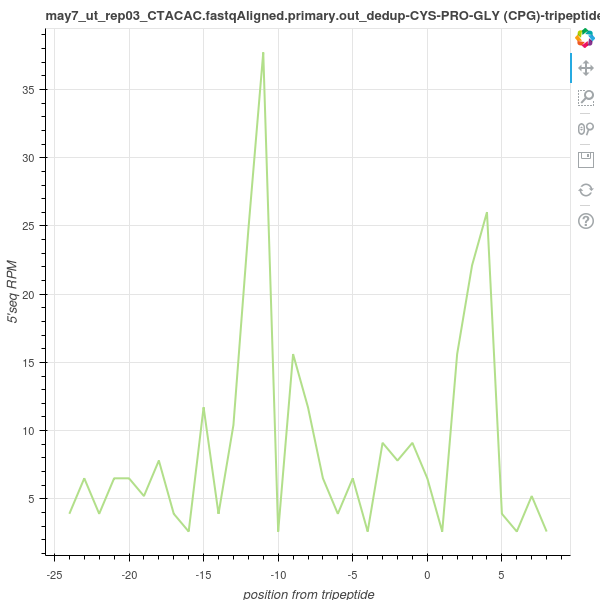 may7_ut_rep03_CTACAC.fastqAligned.primary.out_dedup-CYS-PRO-GLY (CPG)-tripeptide
35
30
25
20
15
10
5
5'seq RPM
-25 -20 -15 -10 -5 0 5
position from tripeptide